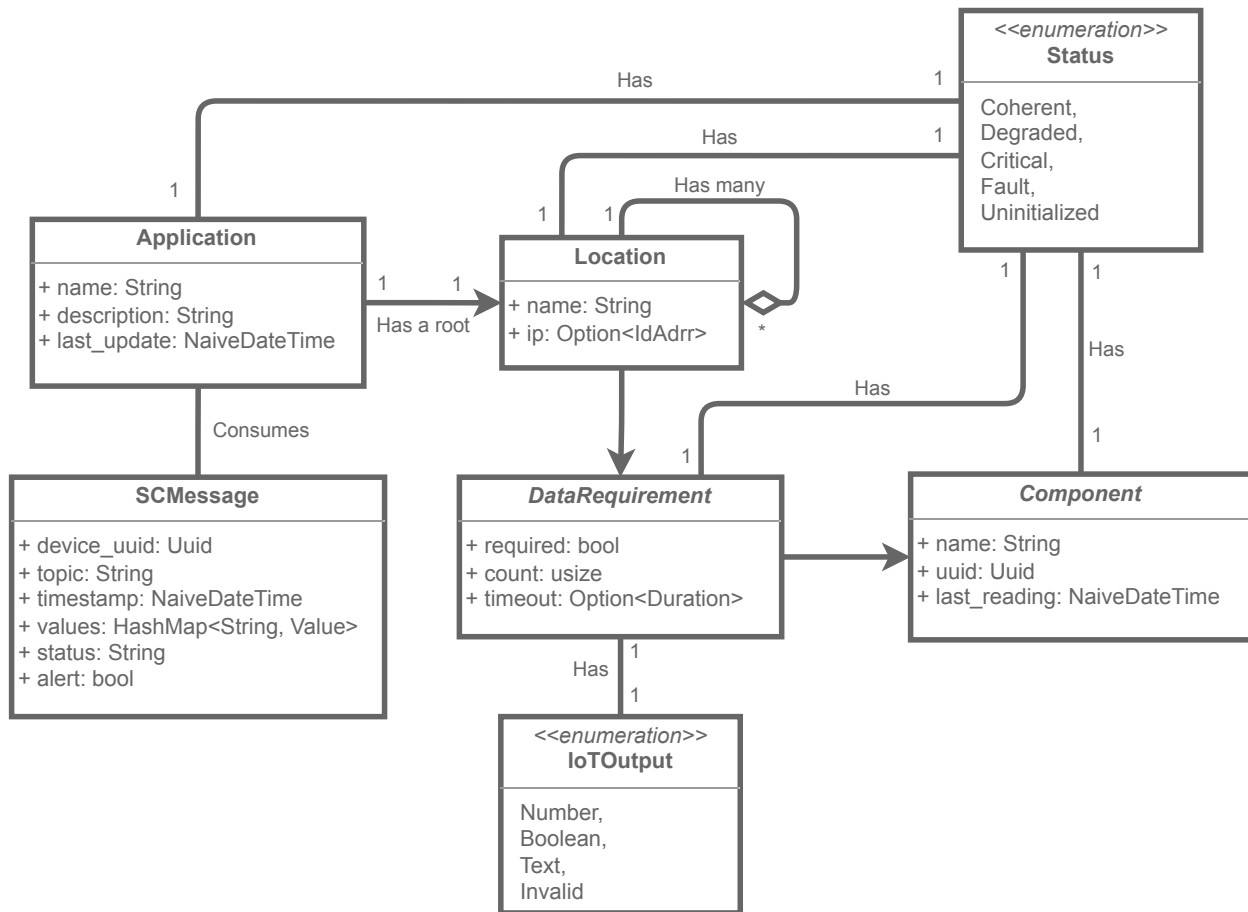 <<enumeration>>
Status
Coherent,
Degraded,
Critical,
Fault,
Uninitialized
Has
1
1
Has
1
1
Has many
1
*
Application
+ name: String
+ description: String
+ last_update: NaiveDateTime
1
1
Has a root
Location
+ name: String
+ ip: Option<IdAdrr>
1
Has
1
1
Has
1
Consumes
SCMessage
+ device_uuid: Uuid
+ topic: String
+ timestamp: NaiveDateTime
+ values: HashMap<String, Value>
+ status: String
+ alert: bool
DataRequirement
+ required: bool
+ count: usize
+ timeout: Option<Duration>
Component
+ name: String
+ uuid: Uuid
+ last_reading: NaiveDateTime
Has
1
1
<<enumeration>>
IoTOutput
Number,
Boolean,
Text,
Invalid